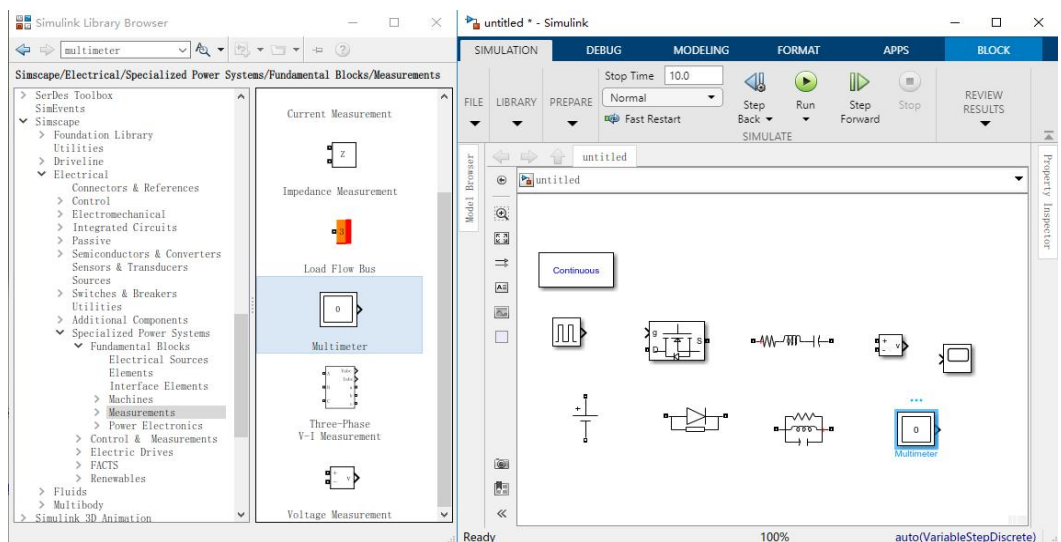 Simulink Library Browser
multimeter
Simscape/Electrical/Specialized Power Systems/Fundamental Blocks/Measurements
SerDes Toolbox
SimEvents
Simscape
Foundation Library
Utilities
Driveline
Electrical
Connectors & References
Control
Electromechanical
Integrated Circuits
Passive
Semiconductors & Converters
Sensors & Transducers
Sources
Switches & Breakers
Utilities
Additional Components
Specialized Power Systems
Fundamental Blocks
Electrical Sources
Elements
Interface Elements
Machines
Measurements
Power Electronics
Control & Measurements
Electric Drives
FACTS
Renewables
Fluids
Multibody
Simulink 3D Animation
Current Measurement
Z
Impedance Measurement
3
Load Flow Bus
0
Multimeter
Three-Phase
V-I Measurement
+ v
-
Voltage Measurement
untitled * - Simulink
SIMULATION DEBUG MODELING FORMAT APPS BLOCK
FILE LIBRARY PREPARE
Stop Time 10.0
Normal
Fast Restart
Step Back
Run
Step Forward
Stop
SIMULATE
REVIEW RESULTS
Model Browser
untitled
untitled
Property Inspector
Continuous
g
D S
+ v
-
+
0
Multimeter
Ready 100% auto(VariableStepDiscrete)